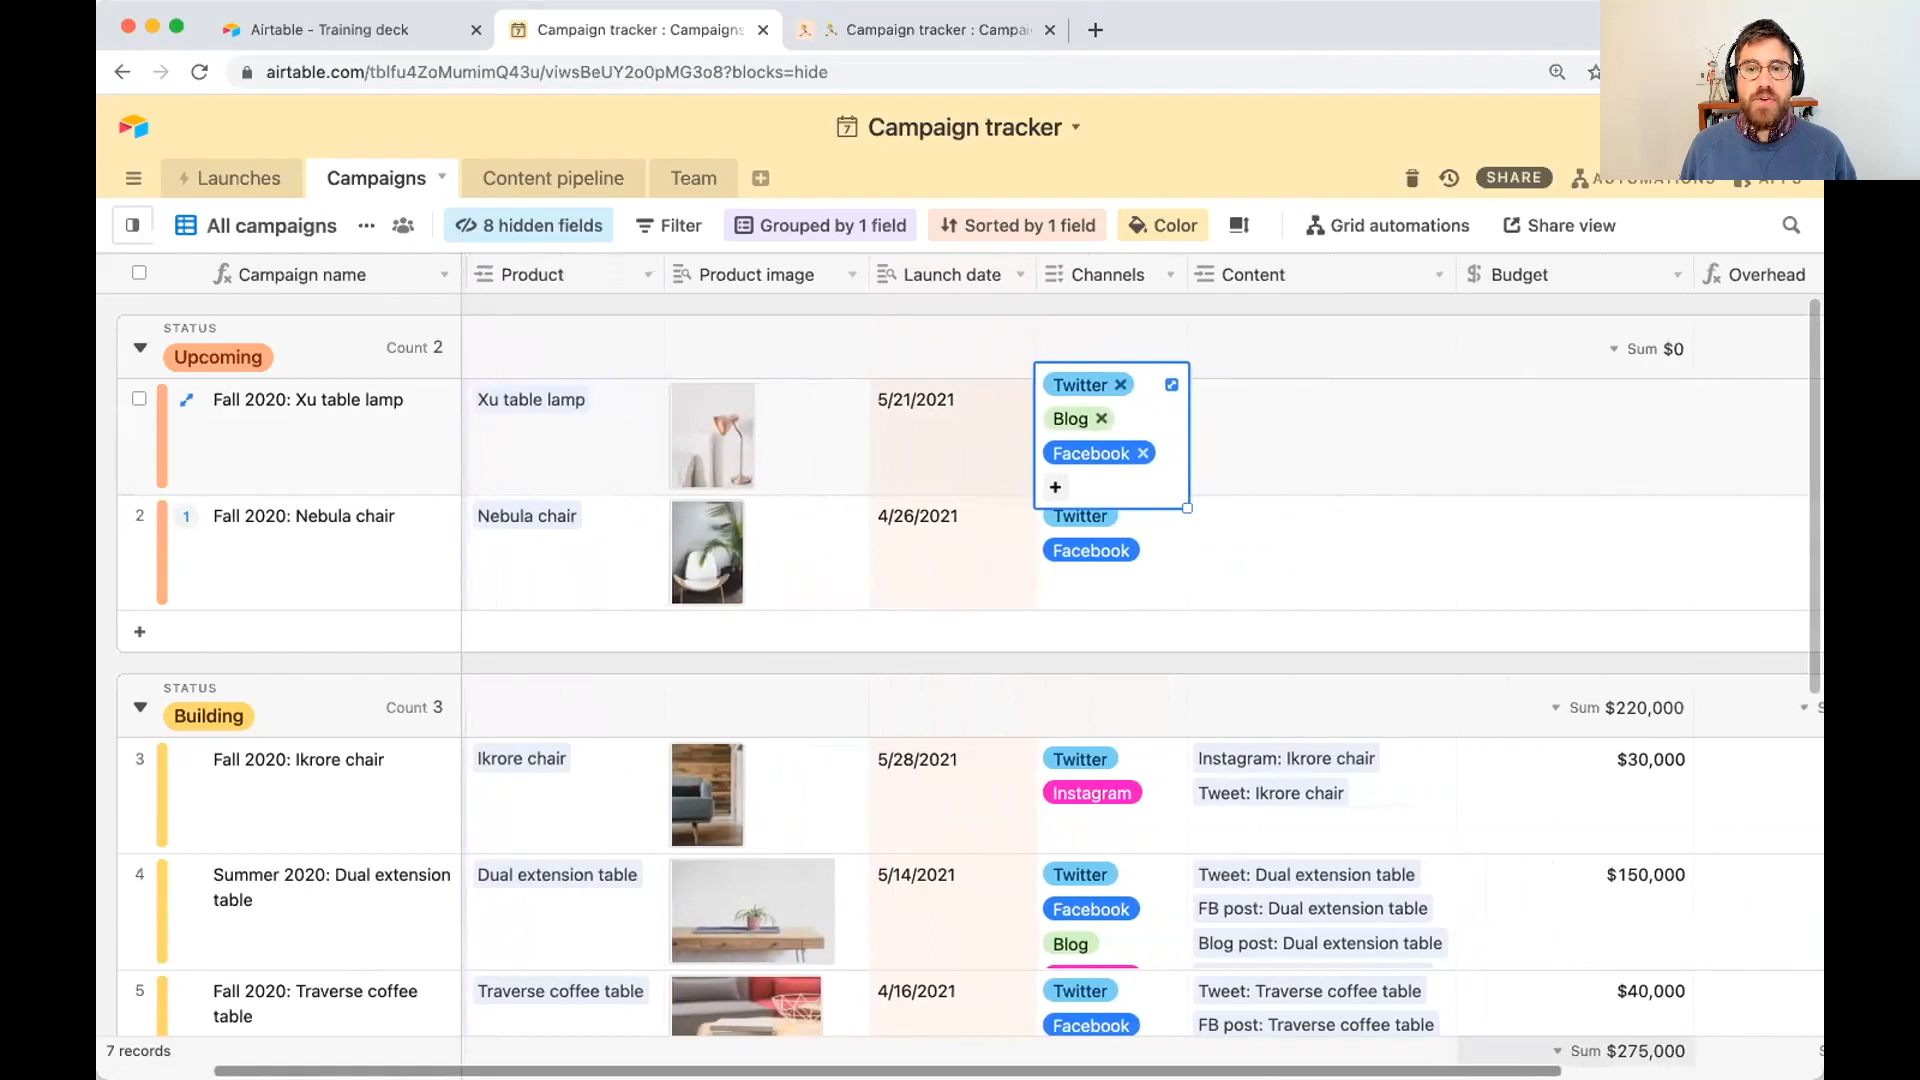 Airtable - Training deck
Campaign tracker : Campaigns
Campaign tracker : Campai
airtable.com/tblfu4ZoMumimQ43u/viwsBeUY2o0pMG3o8?blocks=hide
7 Campaign tracker
Launches
Campaigns
Content pipeline
Team
SHARE
AUTOMATIONS
APPS
All campaigns
8 hidden fields
Filter
Grouped by 1 field
Sorted by 1 field
Color
Grid automations
Share view
Campaign name
Product
Product image
Launch date
Channels
Content
Budget
Overhead
STATUS
Upcoming
Count 2
Sum $0
Fall 2020: Xu table lamp
Xu table lamp
5/21/2021
Twitter
Blog
Facebook
2
1
Fall 2020: Nebula chair
Nebula chair
4/26/2021
Twitter
Facebook
STATUS
Building
Count 3
Sum $220,000
3
Fall 2020: Ikrore chair
Ikrore chair
5/28/2021
Twitter
Instagram
Instagram: Ikrore chair
Tweet: Ikrore chair
$30,000
4
Summer 2020: Dual extension
table
Dual extension table
5/14/2021
Twitter
Facebook
Blog
Tweet: Dual extension table
FB post: Dual extension table
Blog post: Dual extension table
$150,000
5
Fall 2020: Traverse coffee
table
Traverse coffee table
4/16/2021
Twitter
Facebook
Tweet: Traverse coffee table
FB post: Traverse coffee table
$40,000
7 records
Sum $275,000